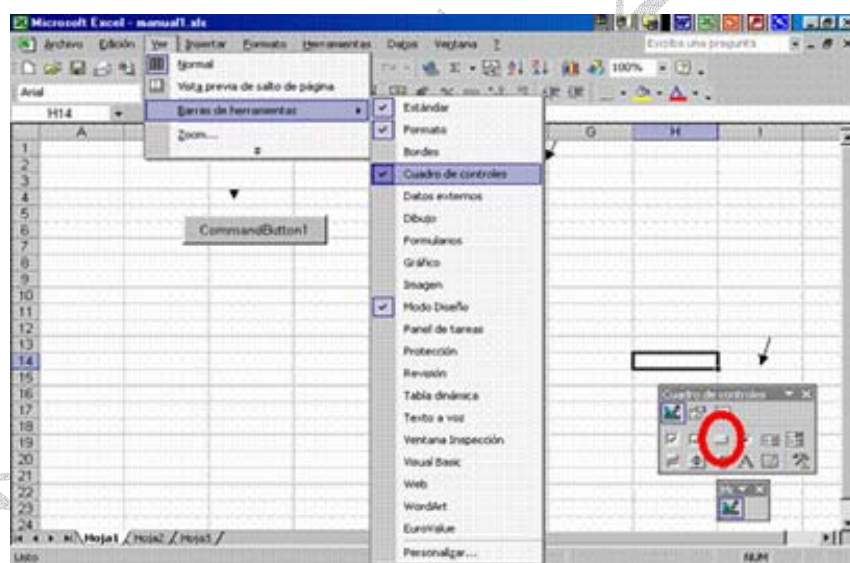 Microsoft Excel - manual1.xls
Archivo Edición Ver Insertar Formato Herramientas Datos Ventana ?
Escriba una pregunta
100%
Arial
H14
Normal
Vista previa de salto de página
Barras de herramientas
Zoom...
Estándar
Formato
Bordes
Cuadro de controles
Datos externos
Dibujo
Formularios
Gráfico
Imagen
Modo Diseño
Panel de tareas
Protección
Revisión
Tabla dinámica
Texto a voz
Ventana Inspección
Visual Basic
Web
WordArt
EuroValue
Personalizar...
A G H I
1
2
3
4
5
6
7
8
9
10
11
12
13
14
15
16
17
18
19
20
21
22
23
24
CommandButton1
Cuadro de controles
Hoja1 / Hoja2 / Hoja3 /
Listo
NUM